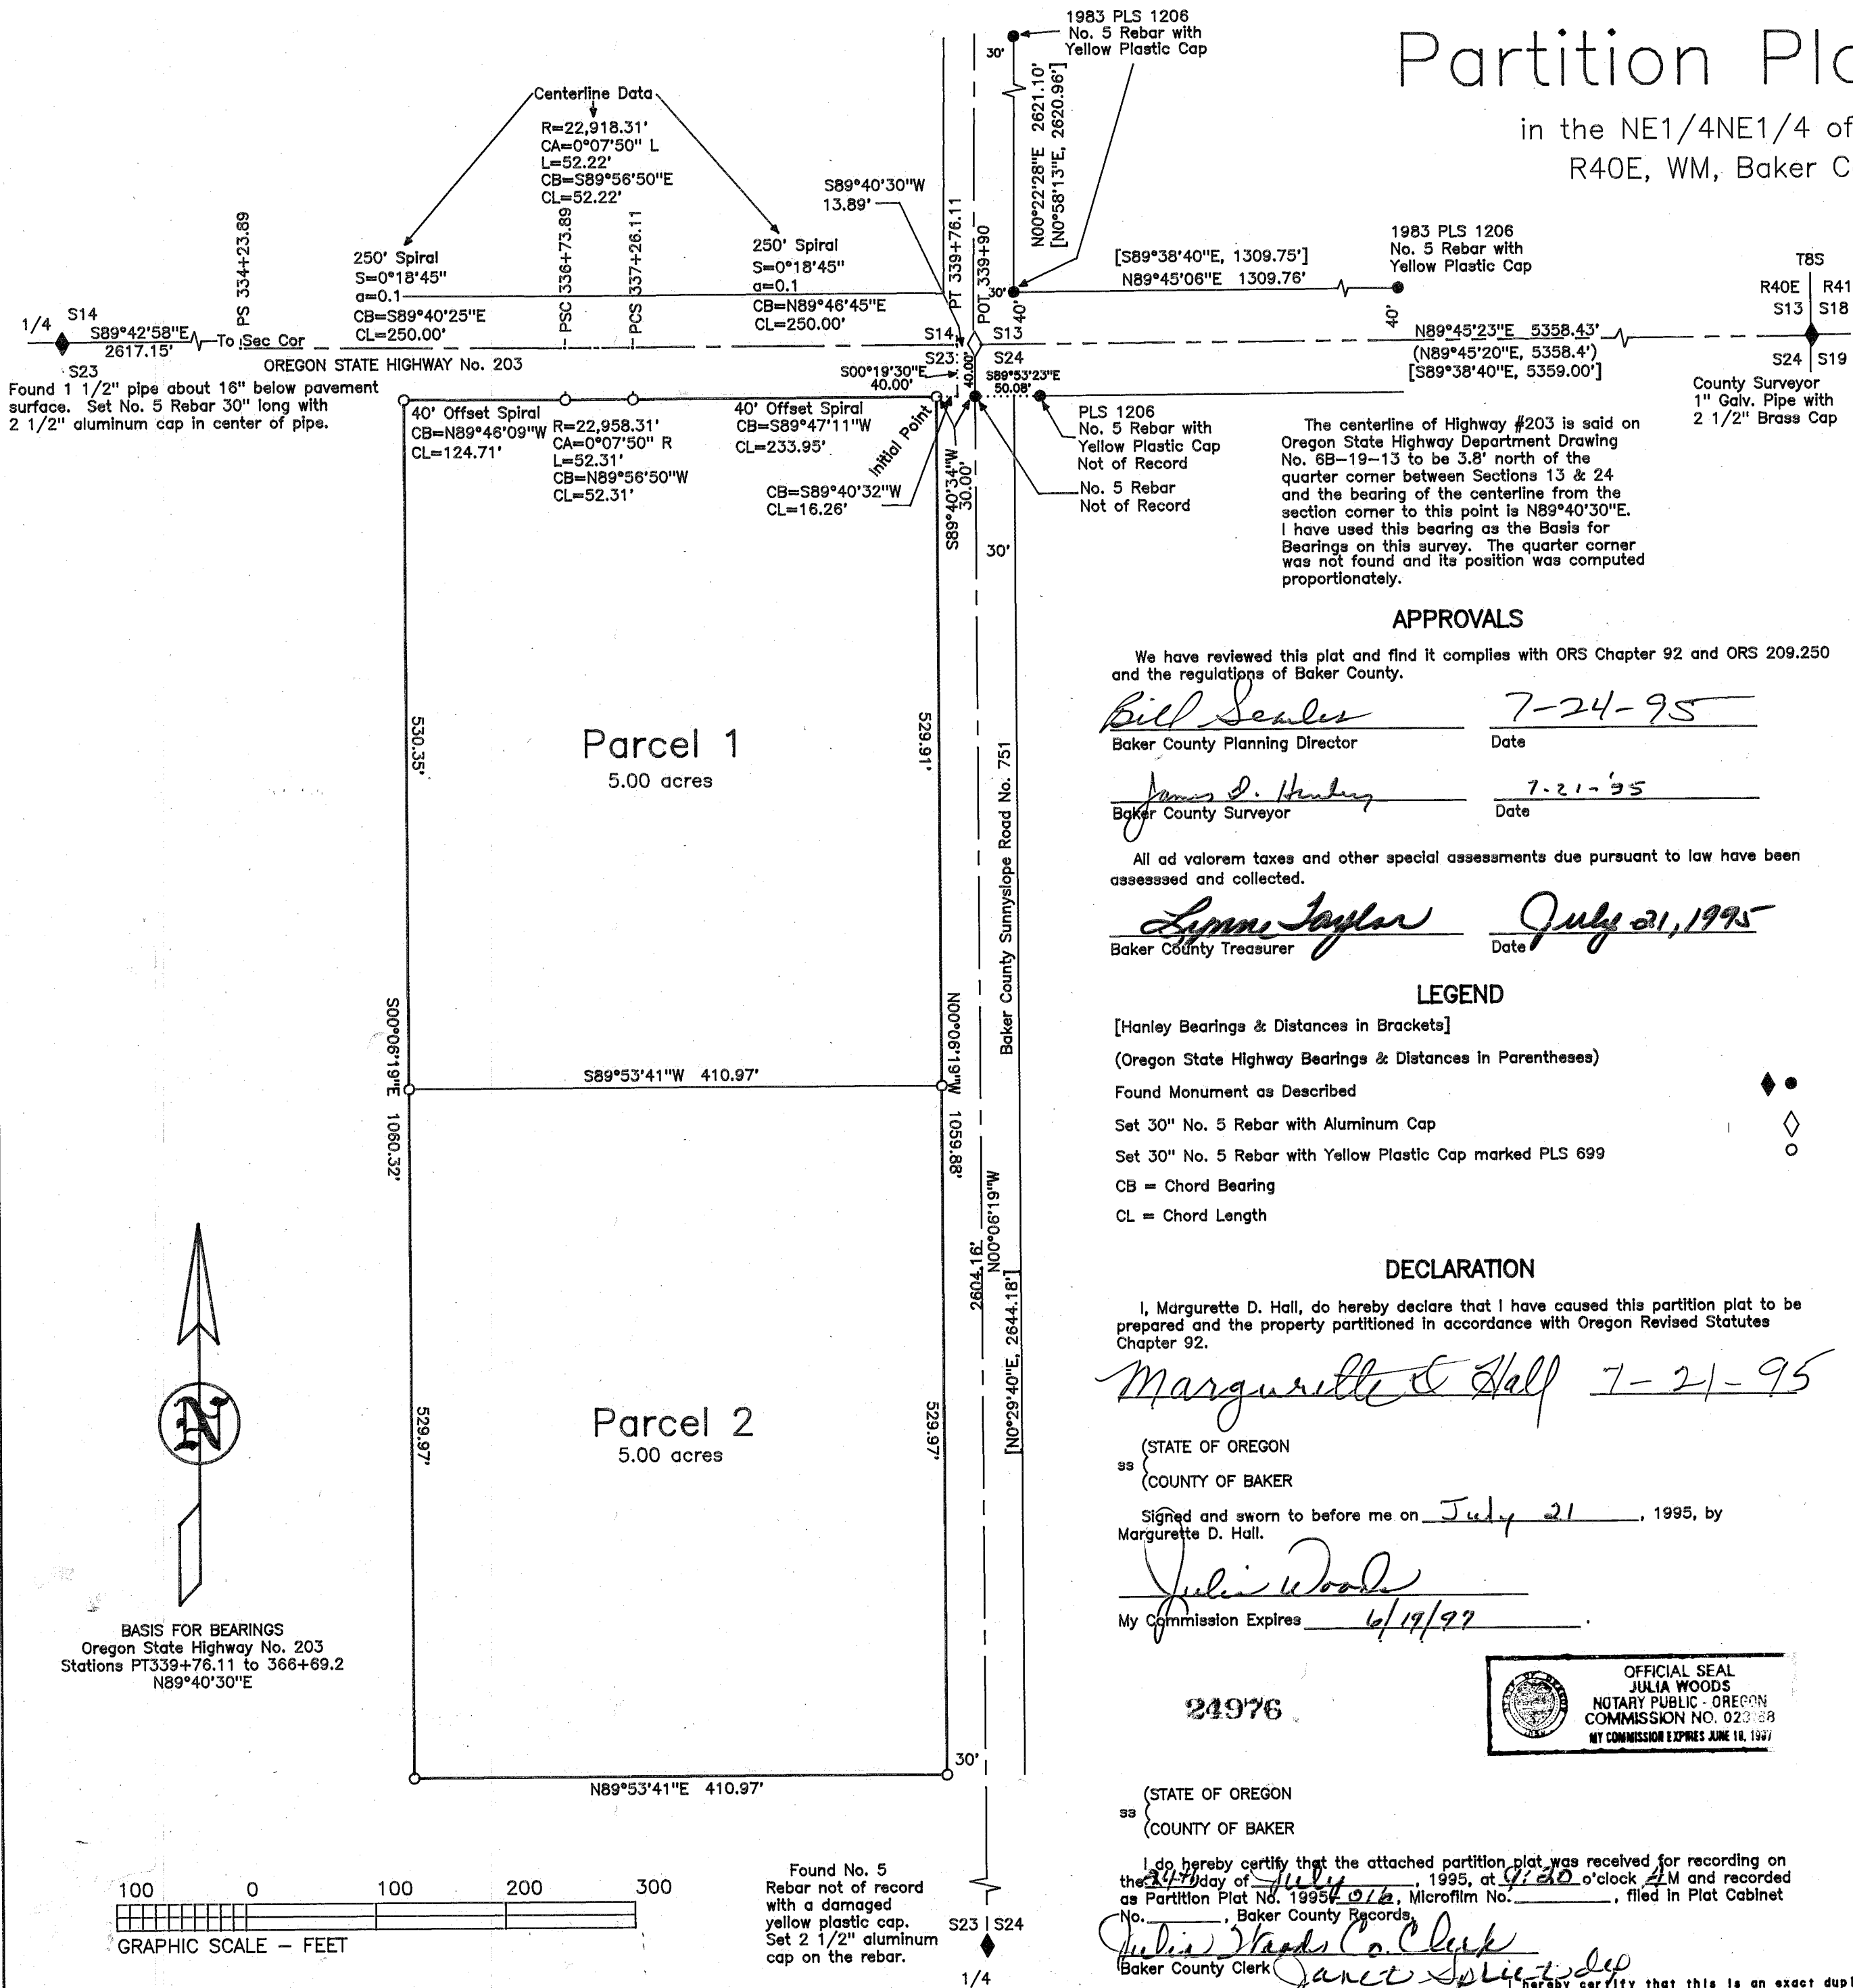 Partition Pl
in the NE1/4NE1/4 of
R40E, WM, Baker C
1983 PLS 1206
No. 5 Rebar with
Yellow Plastic Cap
30'
N00°22'28"E 2621.10'
[N0°58'13"E, 2620.96']
Centerline Data
R=22,918.31'
CA=0°07'50" L
L=52.22'
CB=S89°56'50"E
CL=52.22'
S89°40'30"W
13.89'
PS 334+23.89
250' Spiral
S=0°18'45"
a=0.1
CB=S89°40'25"E
CL=250.00'
PSC 336+73.89
PCS 337+26.11
250' Spiral
S=0°18'45"
a=0.1
CB=N89°46'45"E
CL=250.00'
PT 339+76.11
POT 339+90
30'
40'
[S89°38'40"E, 1309.75']
N89°45'06"E 1309.76'
1983 PLS 1206
No. 5 Rebar with
Yellow Plastic Cap
40'
T8S
R40E R41
S13 S18
S24 S19
County Surveyor
1" Galv. Pipe with
2 1/2" Brass Cap
N89°45'23"E 5358.43'
(N89°45'20"E, 5358.4')
[S89°38'40"E, 5359.00']
1/4
S14
S23
S89°42'58"E
2617.15'
To Sec Cor
OREGON STATE HIGHWAY No. 203
S14 S13
S23 S24
Found 1 1/2" pipe about 16" below pavement
surface. Set No. 5 Rebar 30" long with
2 1/2" aluminum cap in center of pipe.
S00°19'30"E
40.00'
40.00'
S89°53'23"E
50.08'
40' Offset Spiral
CB=N89°46'09"W
CL=124.71'
R=22,958.31'
CA=0°07'50" R
L=52.31'
CB=N89°56'50"W
CL=52.31'
40' Offset Spiral
CB=S89°47'11"W
CL=233.95'
Initial Point
CB=S89°40'32"W
CL=16.26'
S89°40'34"W
30.00'
30'
PLS 1206
No. 5 Rebar with
Yellow Plastic Cap
Not of Record
No. 5 Rebar
Not of Record
The centerline of Highway #203 is said on
Oregon State Highway Department Drawing
No. 6B-19-13 to be 3.8' north of the
quarter corner between Sections 13 & 24
and the bearing of the centerline from the
section corner to this point is N89°40'30"E.
I have used this bearing as the Basis for
Bearings on this survey. The quarter corner
was not found and its position was computed
proportionately.
APPROVALS
We have reviewed this plat and find it complies with ORS Chapter 92 and ORS 209.250
and the regulations of Baker County.
Bill Searles 7-24-95
Baker County Planning Director Date
James D. Hanley 7-21-'95
Baker County Surveyor Date
All ad valorem taxes and other special assessments due pursuant to law have been
assesssed and collected.
Lynne Taylor July 21, 1995
Baker County Treasurer Date
530.35'
Parcel 1
5.00 acres
529.91'
Baker County Sunnyslope Road No. 751
S00°06'19"E 1060.32'
S89°53'41"W 410.97'
N00°06'19"W 1059.88'
2604.16'
N00°06'19"W
[N0°29'40"E, 2644.18']
529.97'
Parcel 2
5.00 acres
529.97'
N89°53'41"E 410.97'
30'
LEGEND
[Hanley Bearings & Distances in Brackets]
(Oregon State Highway Bearings & Distances in Parentheses)
Found Monument as Described
Set 30" No. 5 Rebar with Aluminum Cap
Set 30" No. 5 Rebar with Yellow Plastic Cap marked PLS 699
CB = Chord Bearing
CL = Chord Length
DECLARATION
I, Margurette D. Hall, do hereby declare that I have caused this partition plat to be
prepared and the property partitioned in accordance with Oregon Revised Statutes
Chapter 92.
Margurette D Hall 7-21-95
(STATE OF OREGON
ss (
(COUNTY OF BAKER
Signed and sworn to before me on July 21, 1995, by
Margurette D. Hall.
Julia Woods
My Commission Expires 6/19/97.
N
BASIS FOR BEARINGS
Oregon State Highway No. 203
Stations PT339+76.11 to 366+69.2
N89°40'30"E
24976
OFFICIAL SEAL
JULIA WOODS
NOTARY PUBLIC - OREGON
COMMISSION NO.
MY COMMISSION EXPIRES JUNE 1997
(STATE OF OREGON
ss (
(COUNTY OF BAKER
I do hereby certify that the attached partition plat was received for recording on
the 24th day of July, 1995, at 9:20 o'clock AM and recorded
as Partition Plat No. 1995- 016, Microfilm No. , filed in Plat Cabinet
No. , Baker County Records.
Julia Woods Co. Clerk
Baker County Clerk Janet dep
I hereby certify that this is an exact
100 0 100 200 300
GRAPHIC SCALE - FEET
Found No. 5
Rebar not of record
with a damaged
yellow plastic cap.
Set 2 1/2" aluminum
cap on the rebar.
S23 S24
1/4